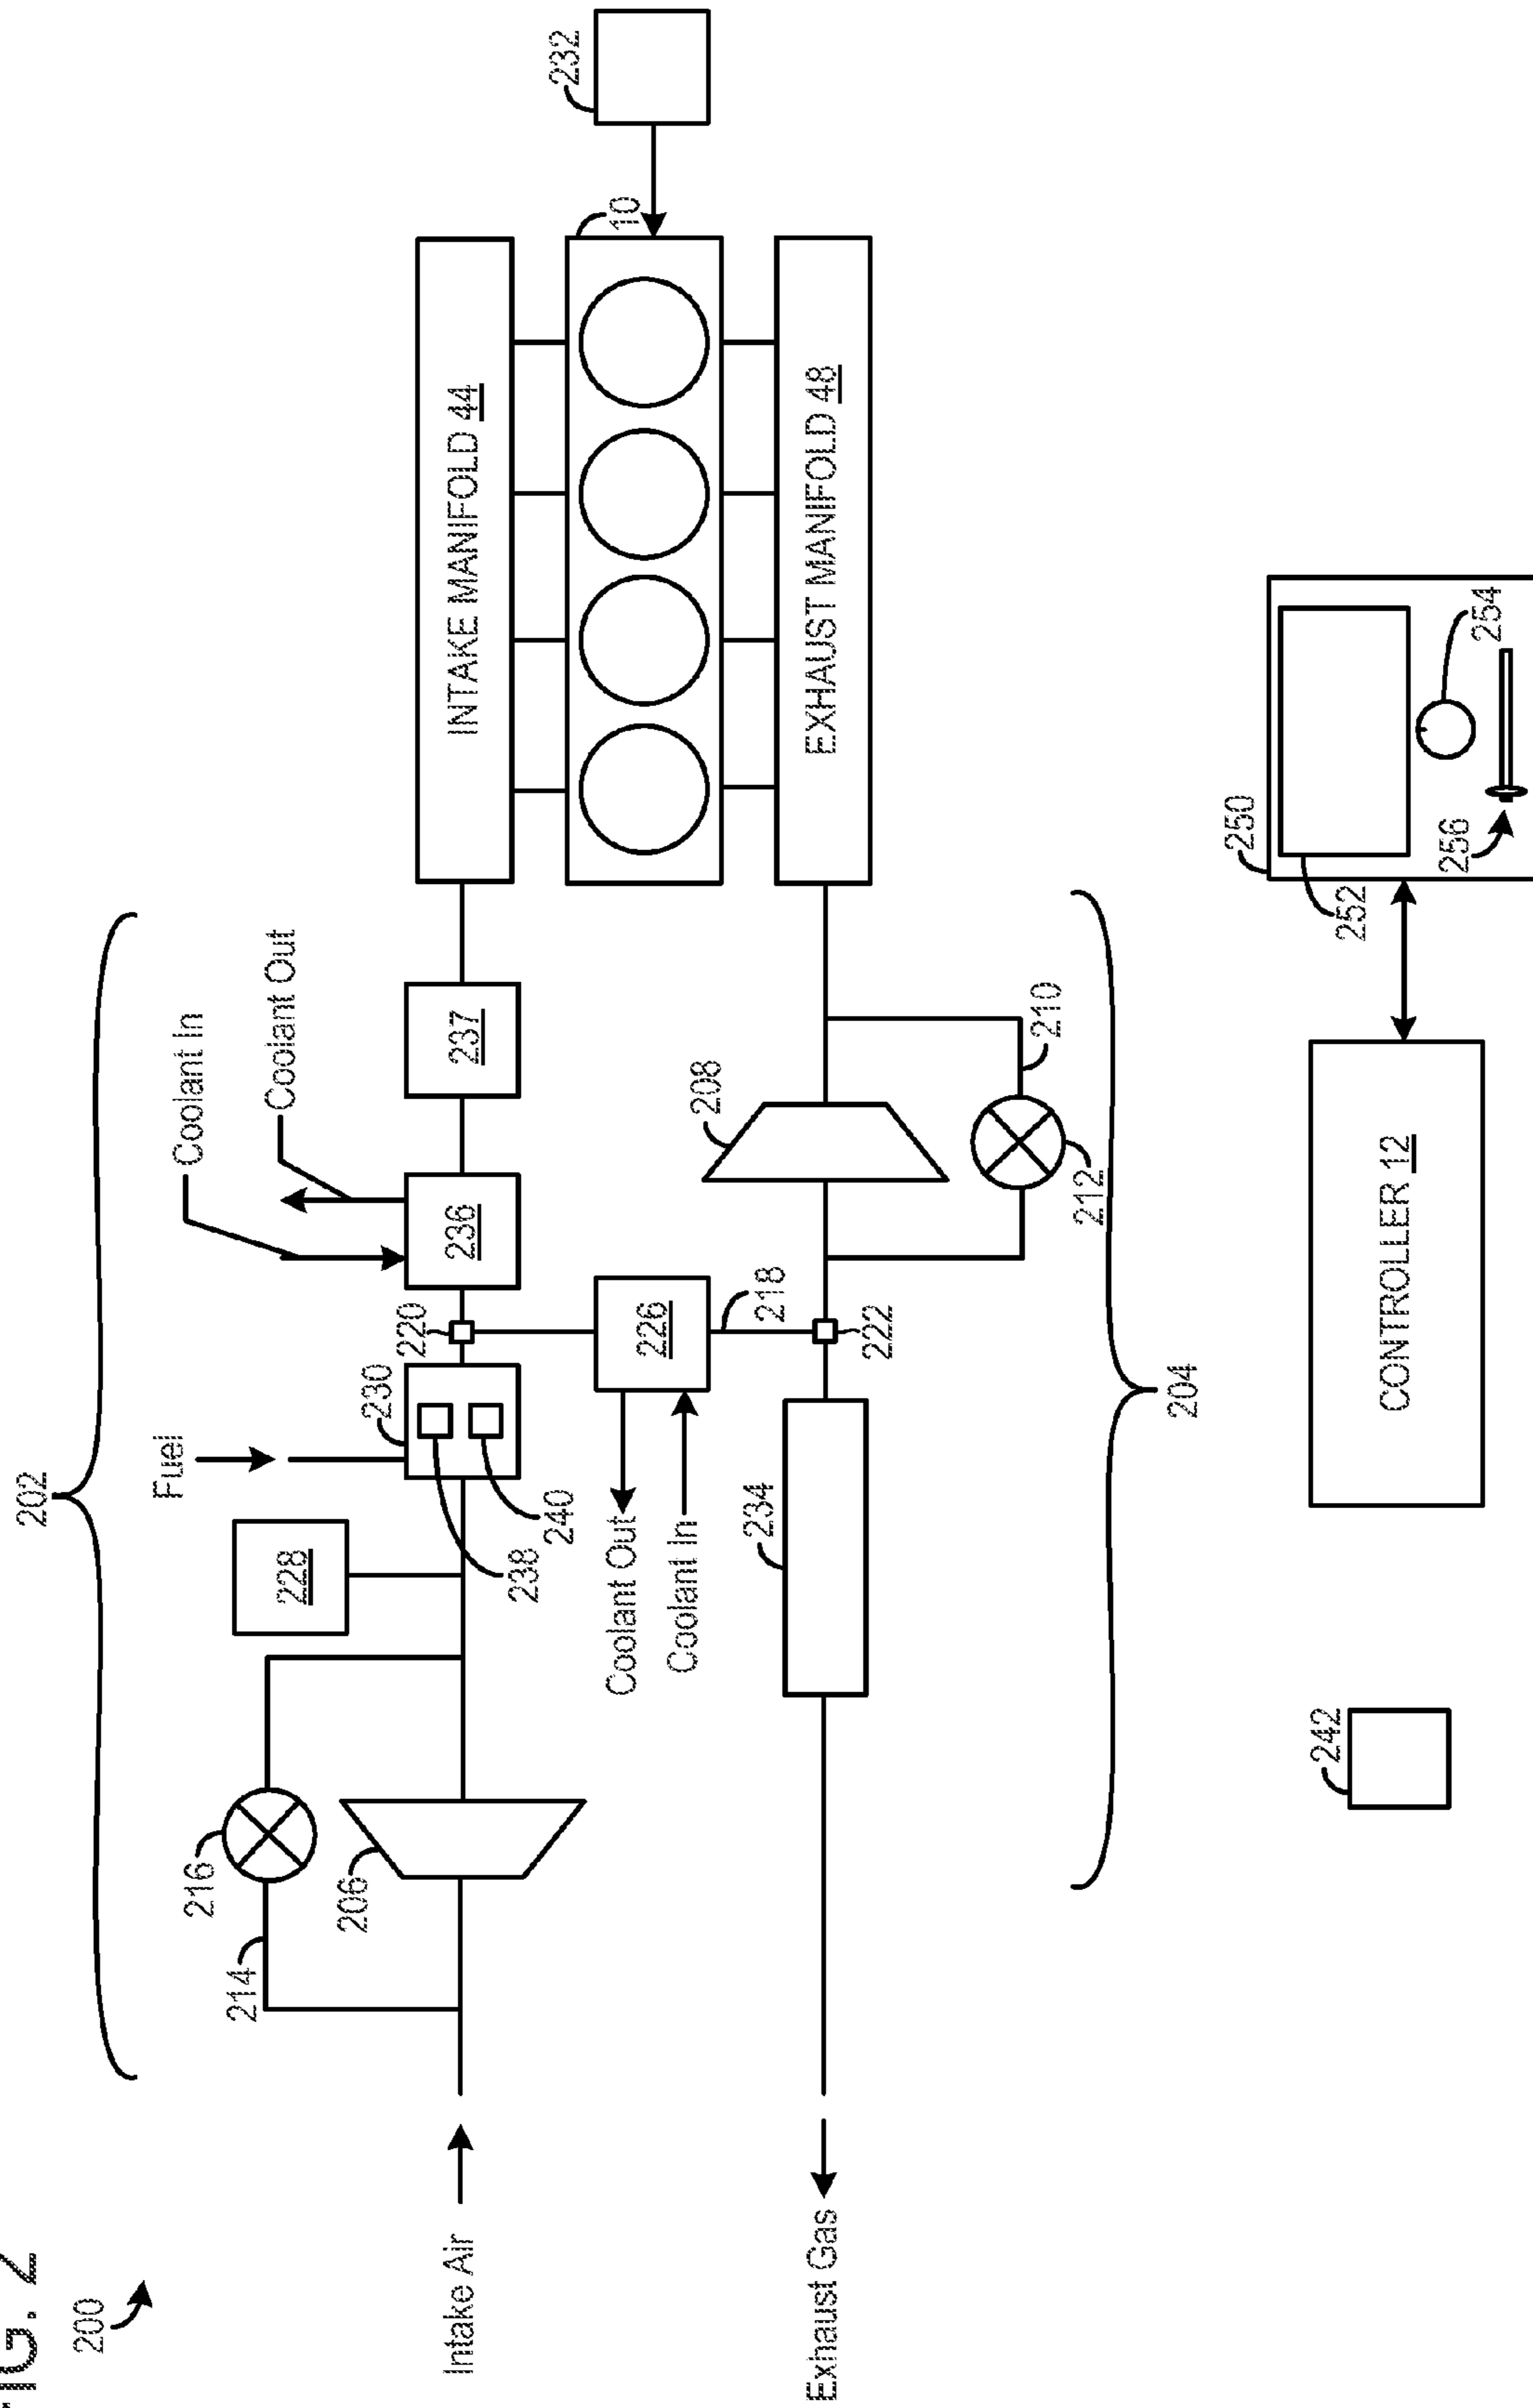 FIG. 2
200
202
Fuel
Coolant In
Coolant Out
214
216
206
228
230
238
240
220
236
237
INTAKE MANIFOLD 44
10
232
Intake Air
Coolant Out
Coolant In
226
218
222
208
210
212
234
EXHAUST MANIFOLD 48
Exhaust Gas
204
242
CONTROLLER 12
250
252
254
256